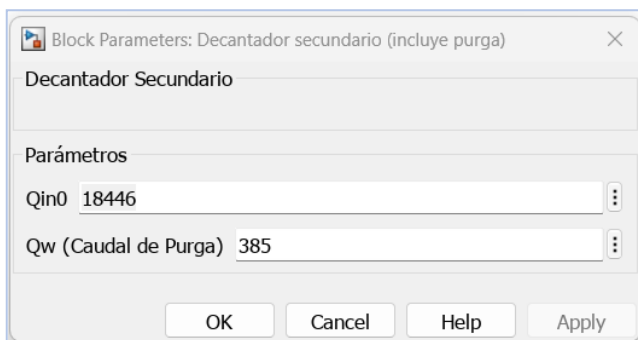 Block Parameters: Decantador secundario (incluye purga)
Decantador Secundario
Parámetros
Qin0 18446
Qw (Caudal de Purga) 385
OK Cancel Help Apply